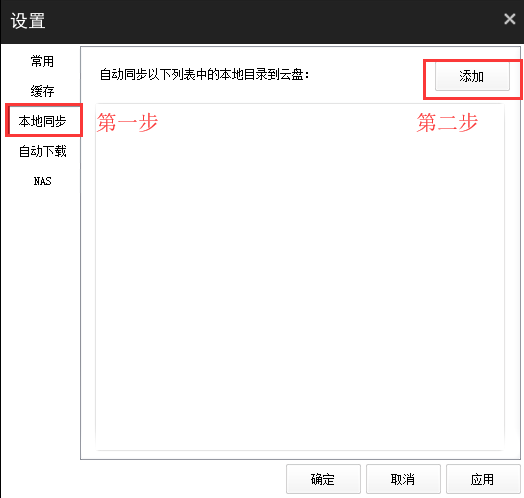 设置
常用
缓存
本地同步
自动下载
NAS
自动同步以下列表中的本地目录到云盘：
添加
第一步
第二步
确定
取消
应用